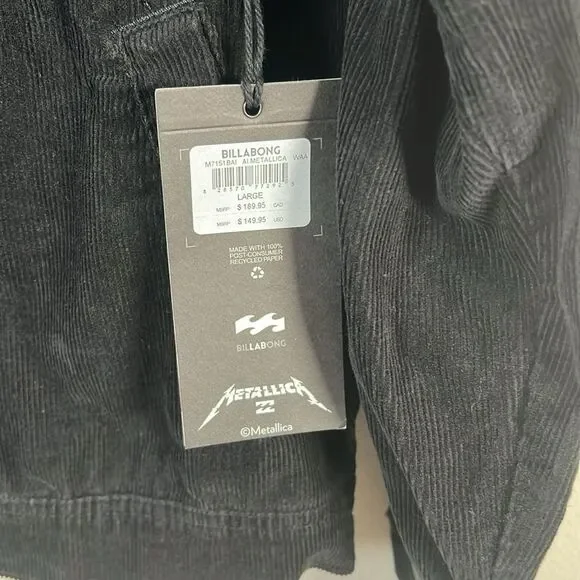 BILLABONG
M7151BAI AI METALLICA WAA
LARGE
MSRP $ 189.95 CAD
MSRP $ 149.95 USD
MADE WITH 100%
POST-CONSUMER
RECYCLED PAPER
BILLABONG
METALLICA
©Metallica